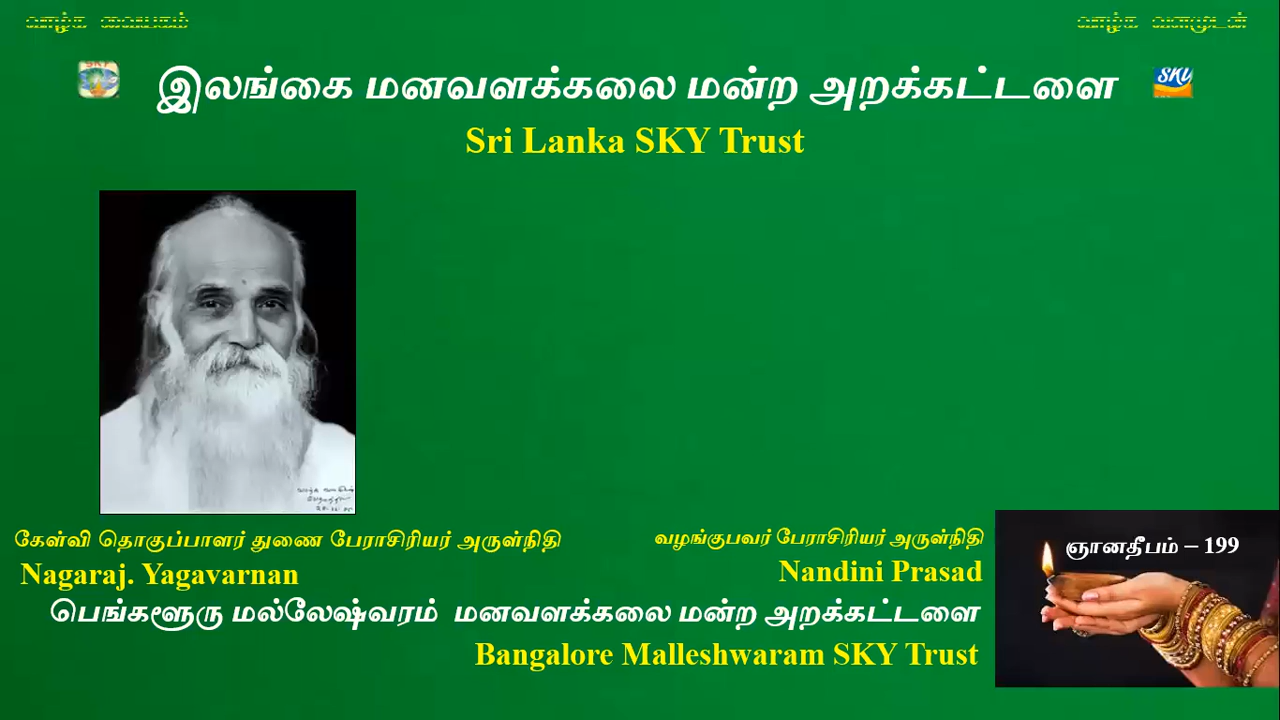 வாழ்க வையகம்
வாழ்க வளமுடன்
இலங்கை மனவளக்கலை மன்ற அறக்கட்டளை
SKY
Sri Lanka SKY Trust
கேள்வி தொகுப்பாளர் துணை பேராசிரியர் அருள்நிதி
Nagaraj. Yagavarnan
வழங்குபவர் பேராசிரியர் அருள்நிதி
Nandini Prasad
ஞானதீபம் – 199
பெங்களூரு மல்லேஷ்வரம் மனவளக்கலை மன்ற அறக்கட்டளை
Bangalore Malleshwaram SKY Trust